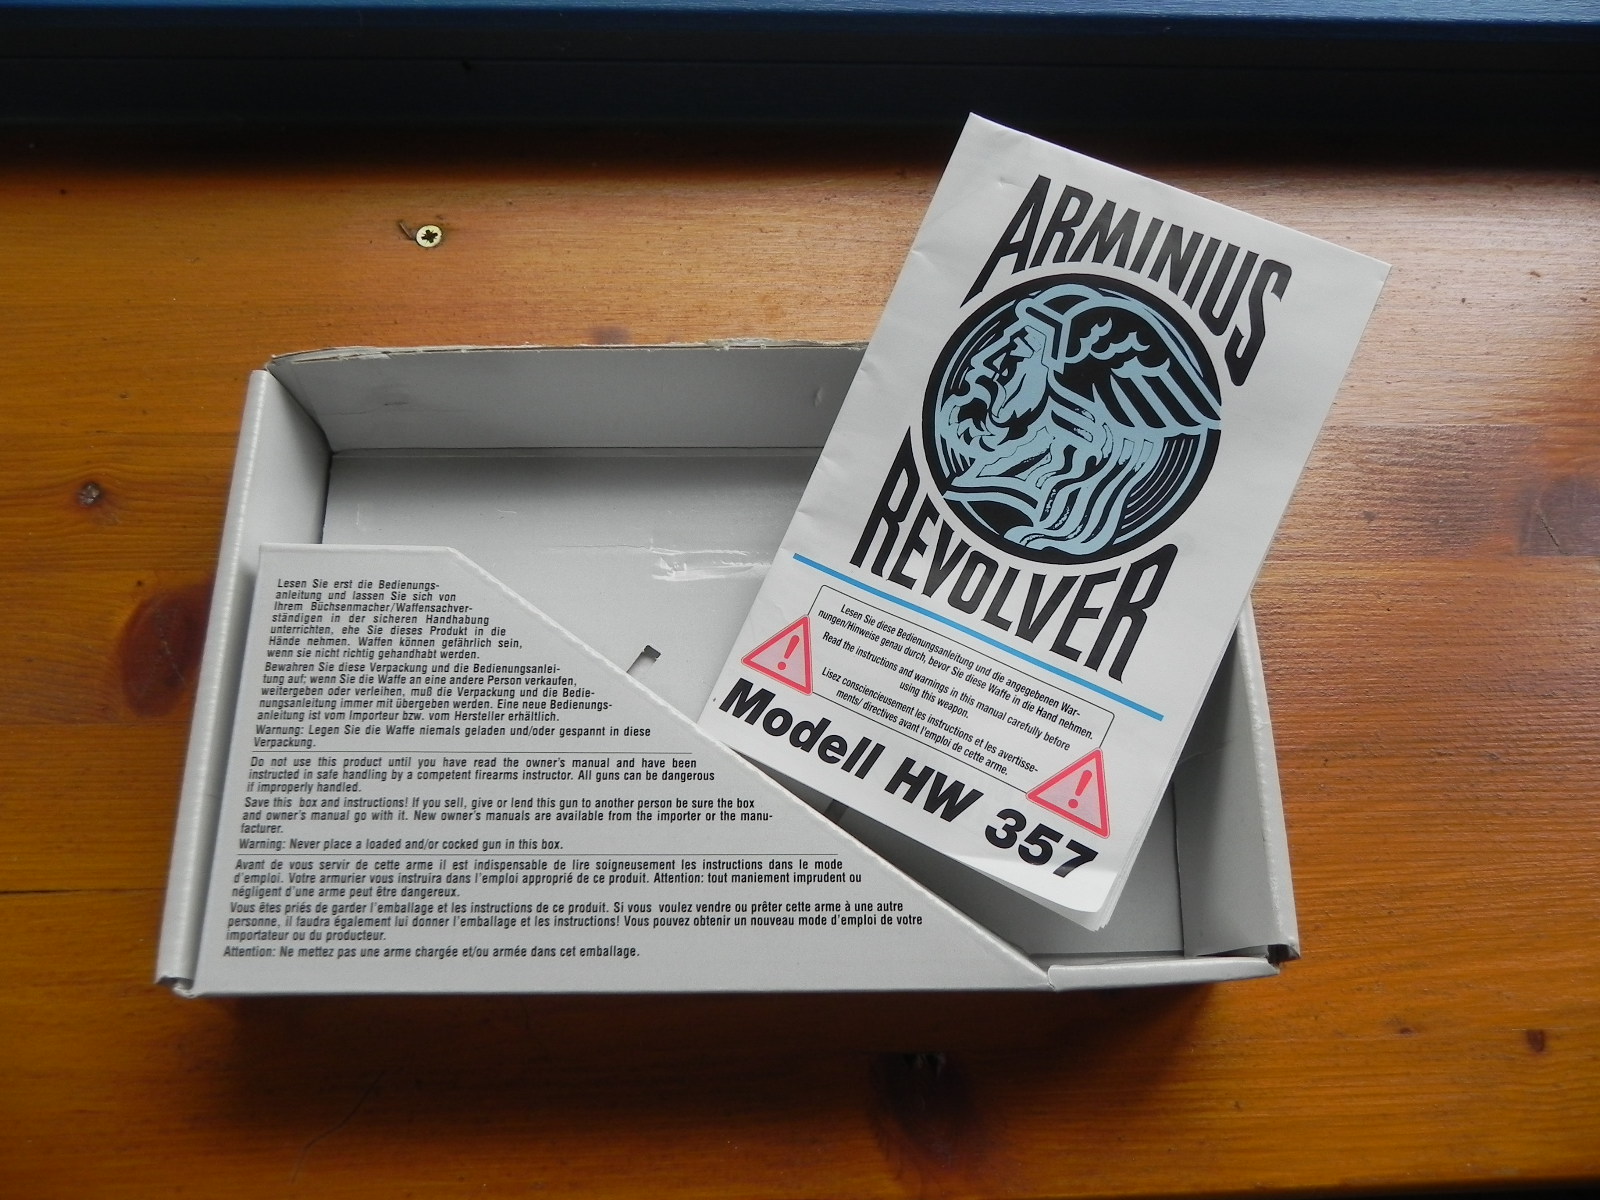 ARMINIUS
REVOLVER
Lesen Sie diese Bedienungsanleitung und die angegebenen War-
nungen/Hinweise genau durch, bevor Sie diese Waffe in die Hand nehmen.
Read the instructions and warnings in this manual carefully before
using this weapon.
Lisez consciencieusement les instructions et les avertisse-
ments/ directives avant l'emploi de cette arme.
Modell HW 357
Lesen Sie erst die Bedienungs-
anleitung und lassen Sie sich von
Ihrem Büchsenmacher/Waffensachver-
ständigen in der sicheren Handhabung
unterrichten, ehe Sie dieses Produkt in die
Hände nehmen. Waffen können gefährlich sein,
wenn sie nicht richtig gehandhabt werden.
Bewahren Sie diese Verpackung und die Bedienungsanlei-
tung auf; wenn Sie die Waffe an eine andere Person verkaufen,
weitergeben oder verleihen, muß die Verpackung und die Bedie-
nungsanleitung immer mit übergeben werden. Eine neue Bedienungs-
anleitung ist vom Importeur bzw. vom Hersteller erhältlich.
Warnung: Legen Sie die Waffe niemals geladen und/oder gespannt in diese
Verpackung.
Do not use this product until you have read the owner's manual and have been
instructed in safe handling by a competent firearms instructor. All guns can be dangerous
if improperly handled.
Save this box and instructions! If you sell, give or lend this gun to another person be sure the box
and owner's manual go with it. New owner's manuals are available from the importer or the manu-
facturer.
Warning: Never place a loaded and/or cocked gun in this box.
Avant de vous servir de cette arme il est indispensable de lire soigneusement les instructions dans le mode
d'emploi. Votre armurier vous instruira dans l'emploi approprié de ce produit. Attention: tout maniement imprudent ou
négligent d'une arme peut être dangereux.
Vous êtes priés de garder l'emballage et les instructions de ce produit. Si vous voulez vendre ou prêter cette arme à une autre
personne, il faudra également lui donner l'emballage et les instructions! Vous pouvez obtenir un nouveau mode d'emploi de votre
importateur ou du producteur.
Attention: Ne mettez pas une arme chargée et/ou armée dans cet emballage.